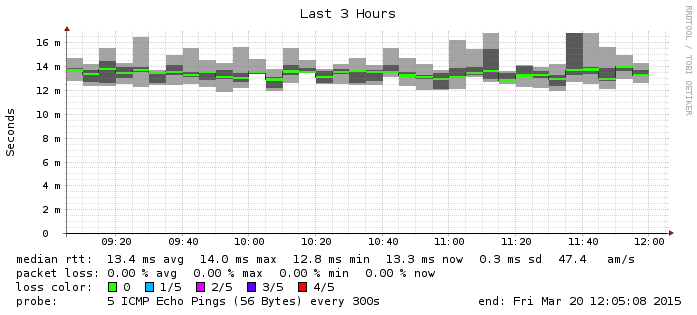 Last 3 Hours
RRDTOOL / TOBI OETIKER
Seconds
16 m
14 m
12 m
10 m
8 m
6 m
4 m
2 m
0
09:20 09:40 10:00 10:20 10:40 11:00 11:20 11:40 12:00
median rtt: 13.4 ms avg 14.0 ms max 12.8 ms min 13.3 ms now 0.3 ms sd 47.4 am/s
packet loss: 0.00 % avg 0.00 % max 0.00 % min 0.00 % now
loss color: 0 1/5 2/5 3/5 4/5
probe: 5 ICMP Echo Pings (56 Bytes) every 300s end: Fri Mar 20 12:05:08 2015